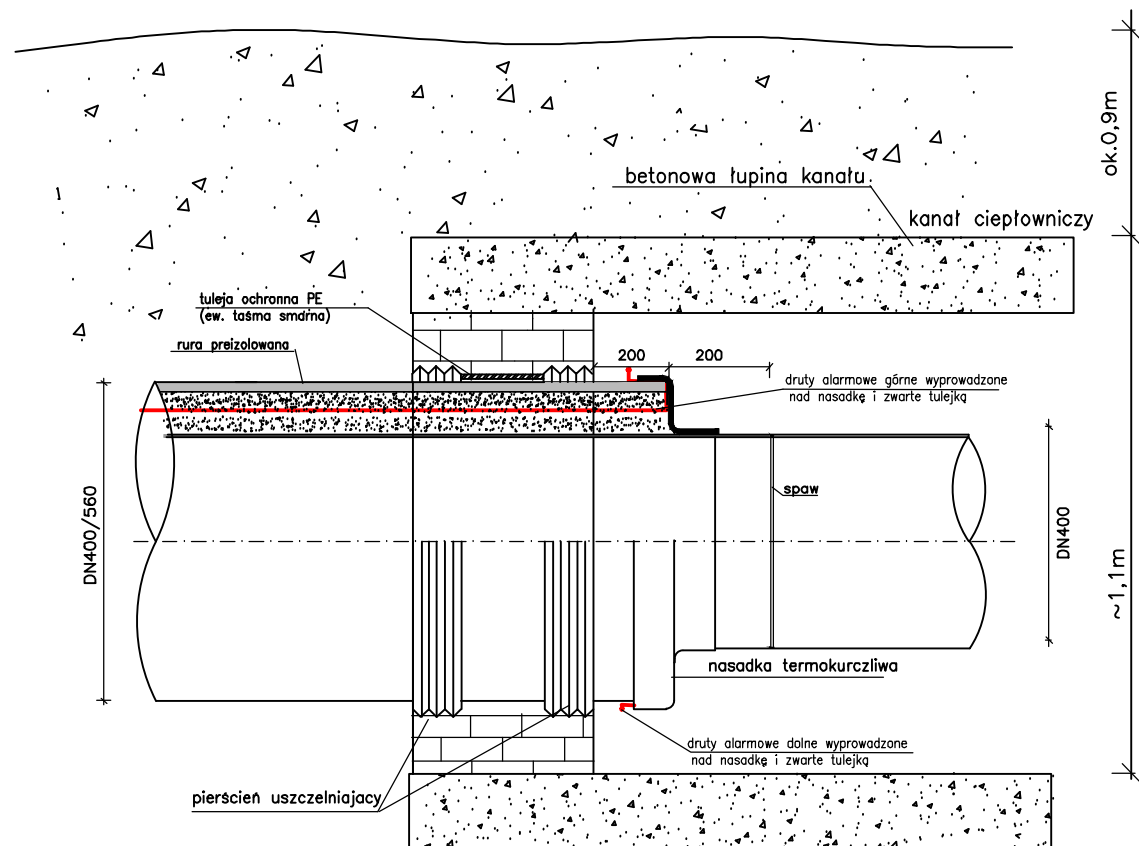 ok.0,9m
betonowa łupina kanału
kanał ciepłowniczy
tuleja ochronna PE
(ew. taśma smarna)
rura preizolowana
200
200
druty alarmowe górne wyprowadzone
nad nasadkę i zwarte tulejką
spaw
DN400/560
DN400
~1,1m
nasadka termokurczliwa
druty alarmowe dolne wyprowadzone
nad nasadkę i zwarte tulejką
pierścień uszczelniajacy